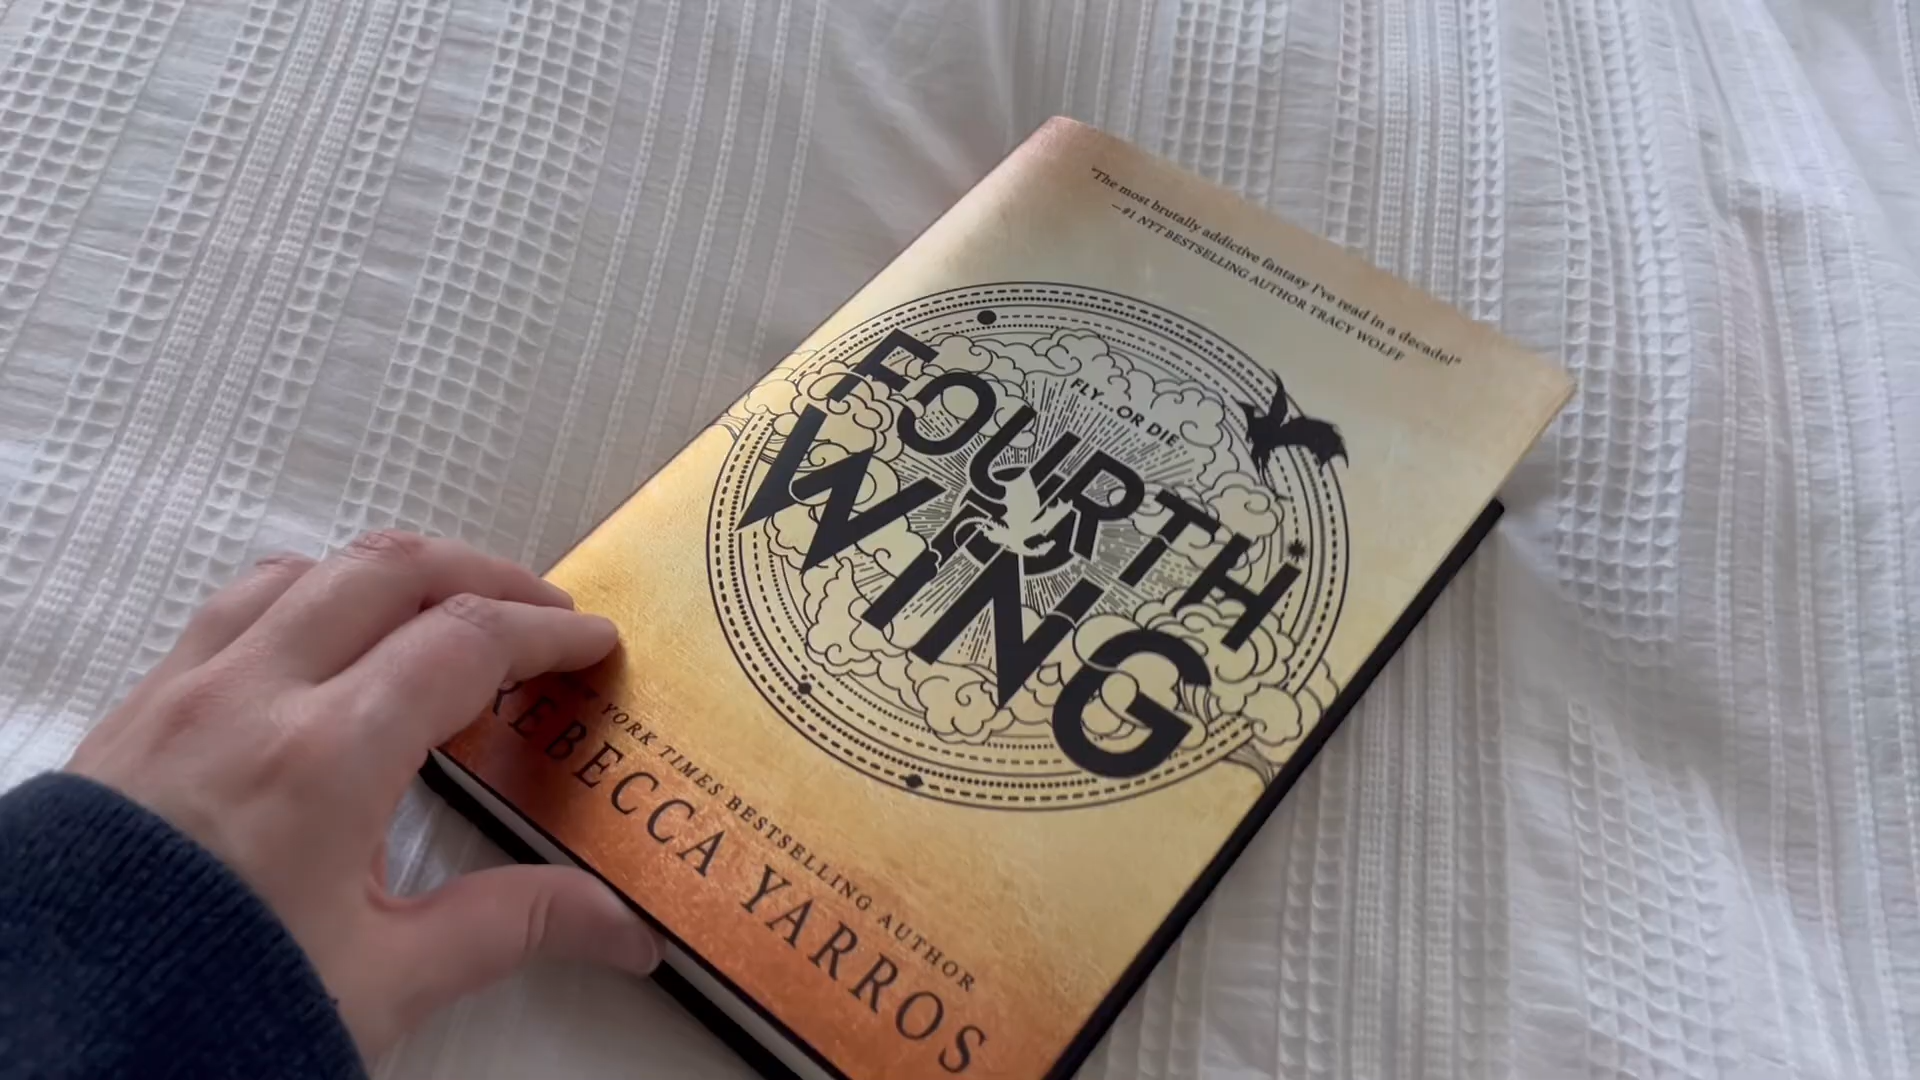 "The most brutally addictive fantasy I've read in a decade!"
—#1 NYT BESTSELLING AUTHOR TRACY WOLFF
FLY...OR DIE
FOURTH
WING
YORK TIMES BESTSELLING AUTHOR
REBECCA YARROS